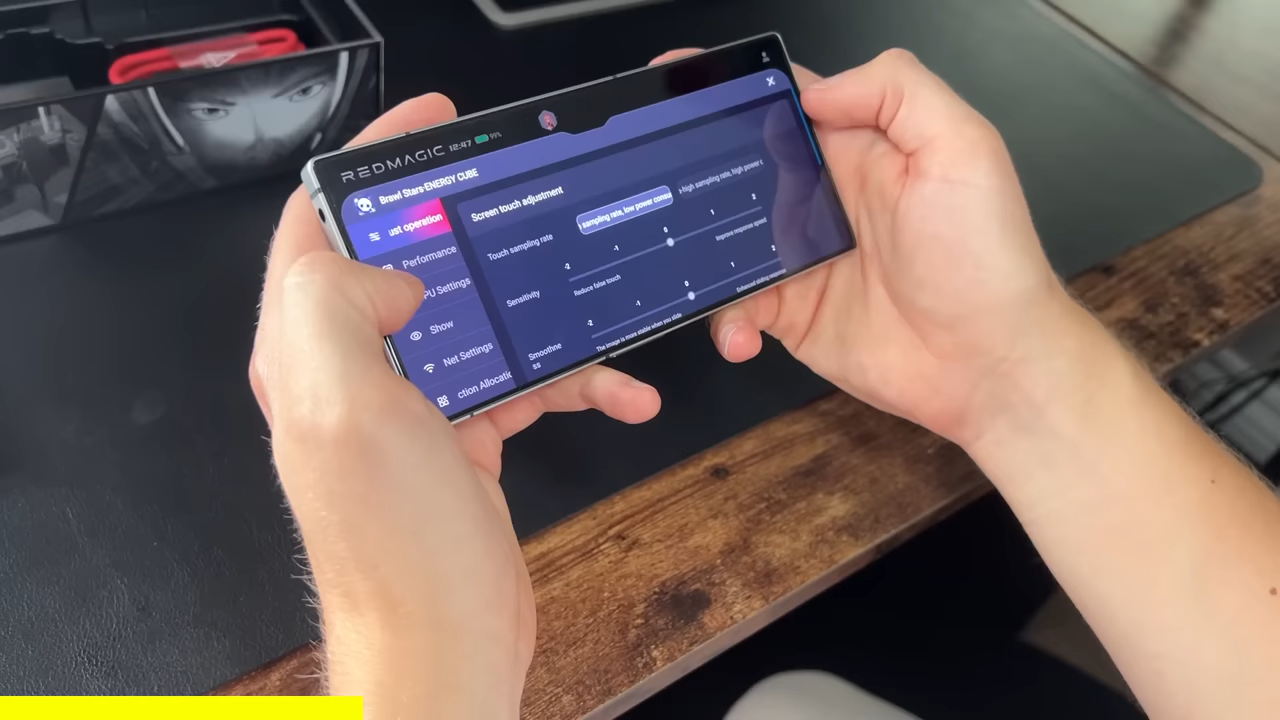 REDMAGIC 12:47 99%
Brawl Stars-ENERGY CUBE
ust operation
Performance
PU Settings
Show
Net Settings
ction Allocatic
Screen touch adjustment
Touch sampling rate
sampling rate, low power consu
high sampling rate, high power c
Sensitivity
-2 -1 0 1 2
Reduce false touch
Improve response speed
Smoothne
ss
-2 -1 0 1 2
The image is more stable when you slide
Enhanced sliding response